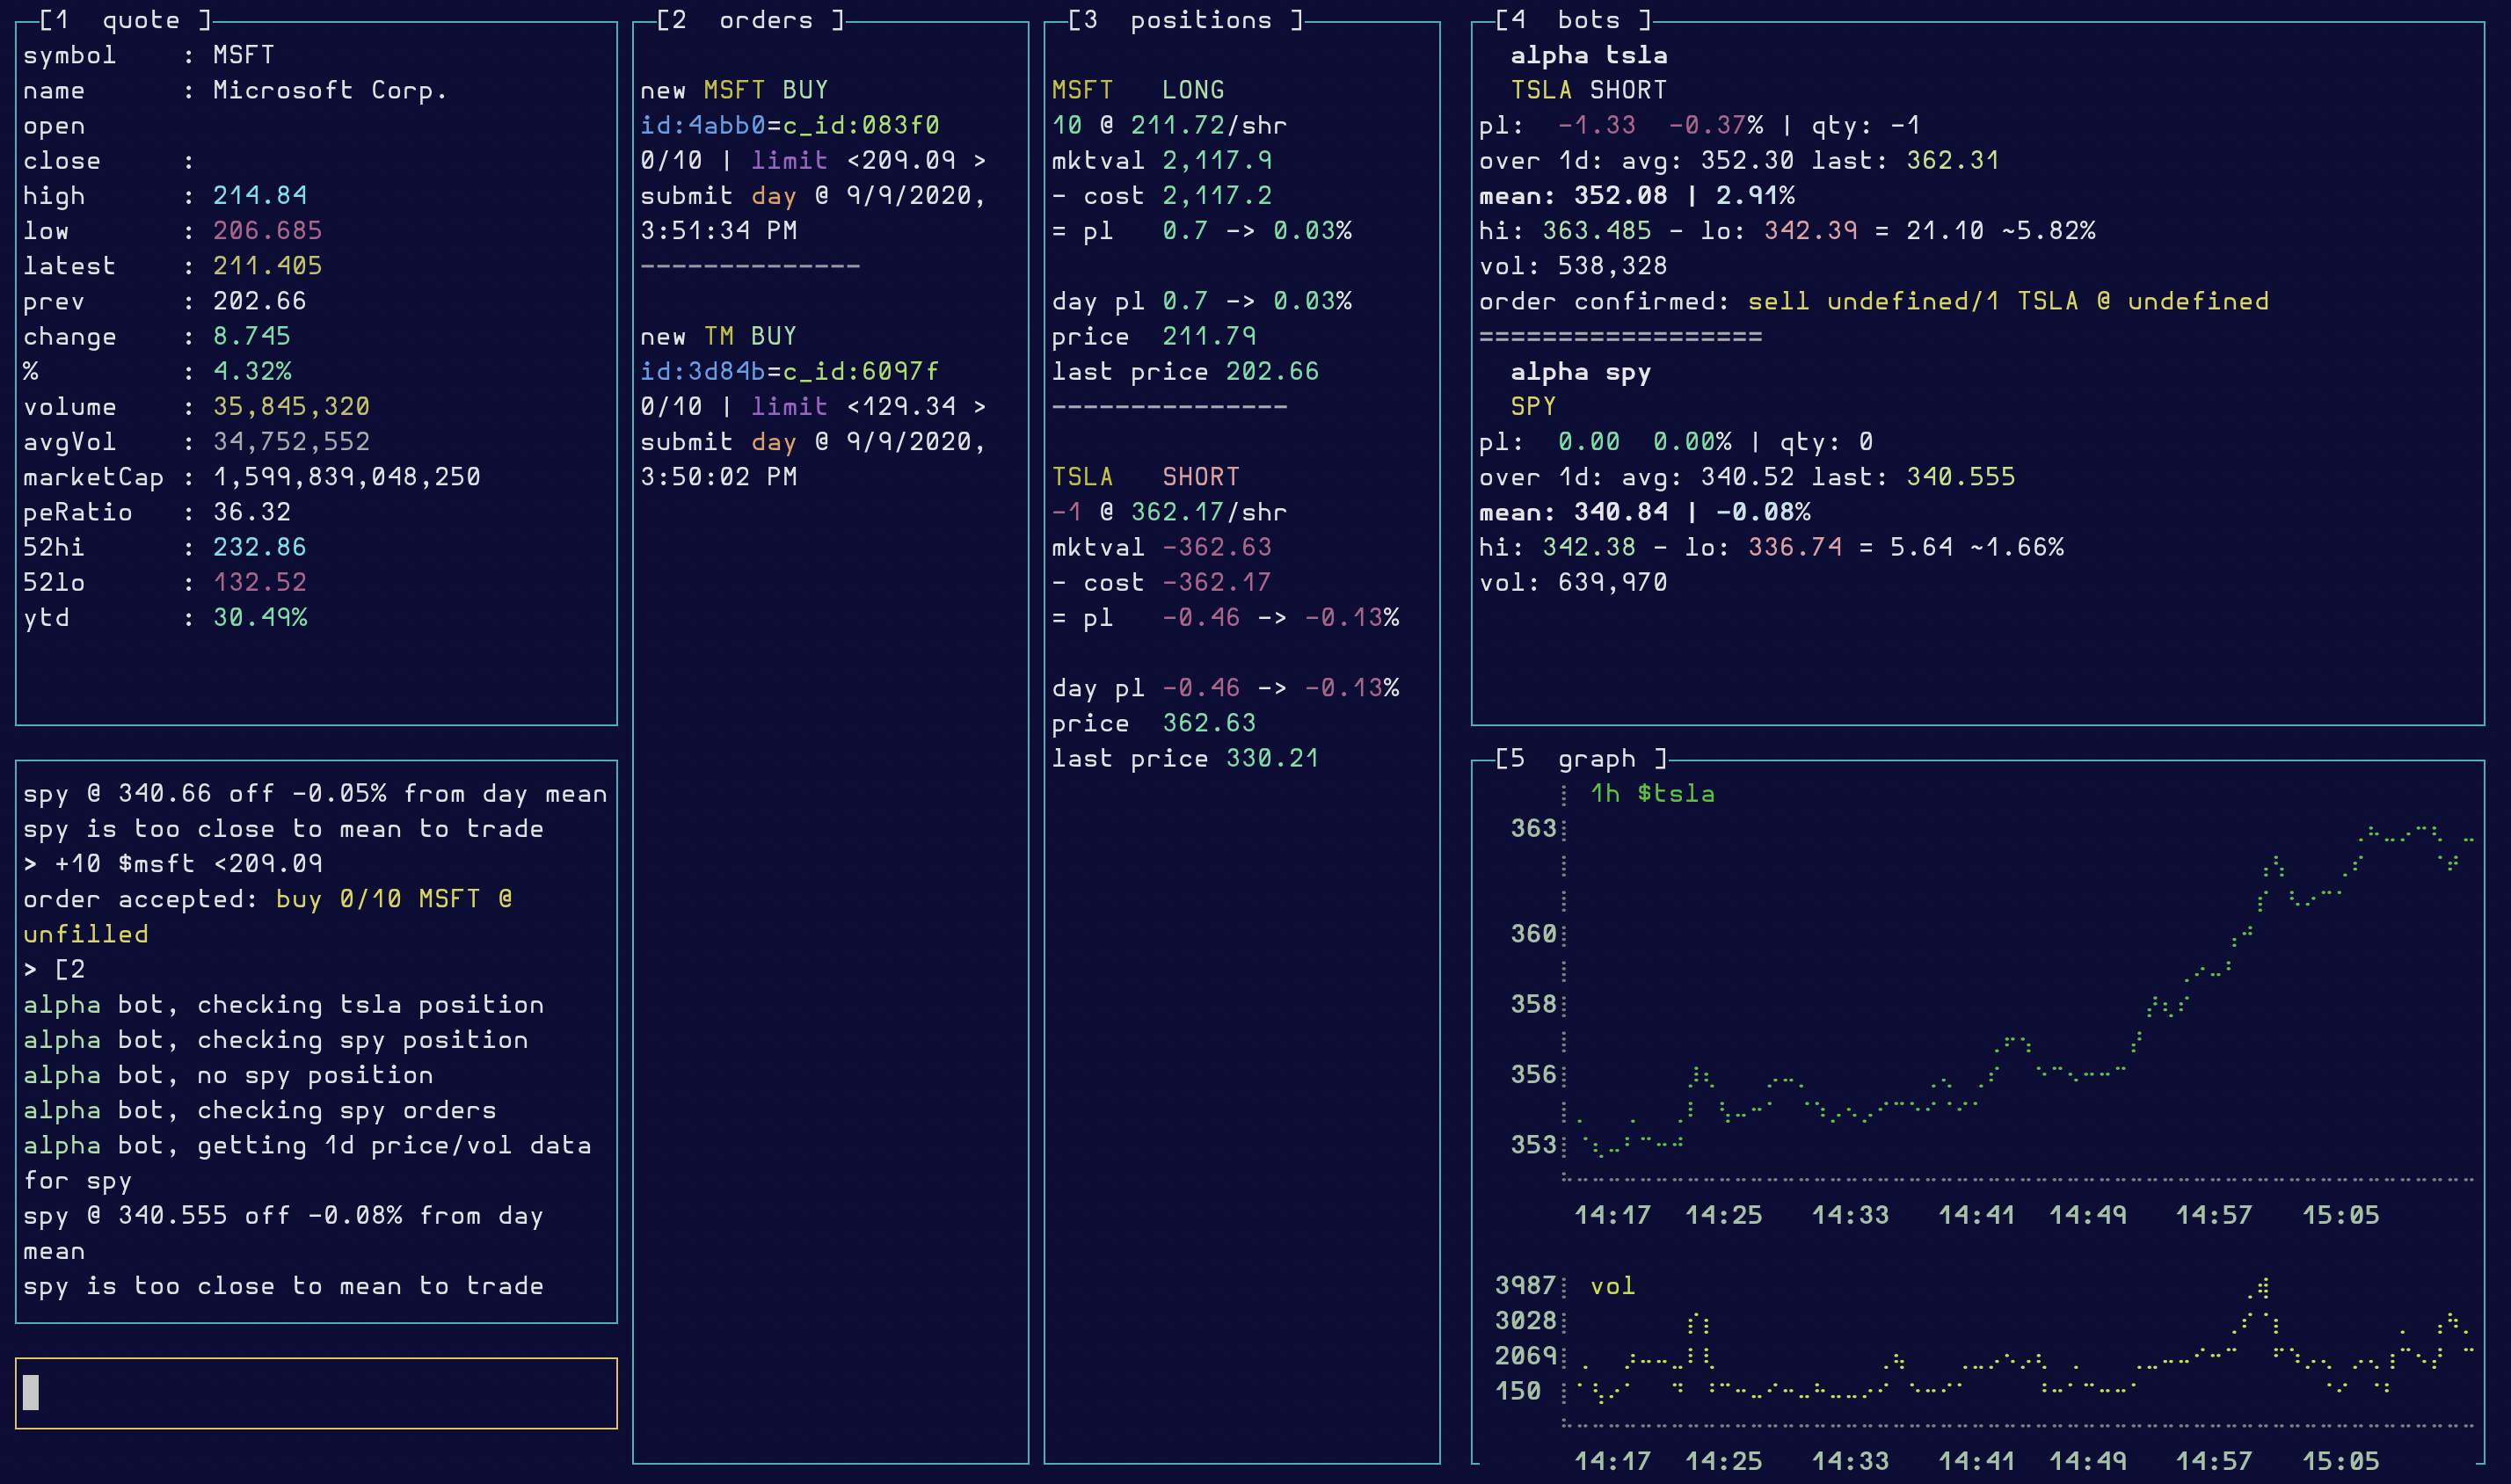 [1  quote ]
symbol    : MSFT
name      : Microsoft Corp.
open
close     :
high      : 214.84
low       : 206.685
latest    : 211.405
prev      : 202.66
change    : 8.745
%         : 4.32%
volume    : 35,845,320
avgVol    : 34,752,552
marketCap : 1,599,839,048,250
peRatio   : 36.32
52hi      : 232.86
52lo      : 132.52
ytd       : 30.49%
spy @ 340.66 off -0.05% from day mean
spy is too close to mean to trade
> +10 $msft <209.09
order accepted: buy 0/10 MSFT @
unfilled
> [2
alpha bot, checking tsla position
alpha bot, checking spy position
alpha bot, no spy position
alpha bot, checking spy orders
alpha bot, getting 1d price/vol data
for spy
spy @ 340.555 off -0.08% from day
mean
spy is too close to mean to trade
[2  orders ]
new MSFT BUY
id:4abb0=c_id:083f0
0/10 | limit <209.09 >
submit day @ 9/9/2020,
3:51:34 PM
--------------
new TM BUY
id:3d84b=c_id:6097f
0/10 | limit <129.34 >
submit day @ 9/9/2020,
3:50:02 PM
[3  positions ]
MSFT   LONG
10 @ 211.72/shr
mktval 2,117.9
- cost 2,117.2
= pl   0.7 -> 0.03%
day pl 0.7 -> 0.03%
price  211.79
last price 202.66
---------------
TSLA   SHORT
-1 @ 362.17/shr
mktval -362.63
- cost -362.17
= pl   -0.46 -> -0.13%
day pl -0.46 -> -0.13%
price  362.63
last price 330.21
[4  bots ]
alpha tsla
TSLA SHORT
pl:  -1.33  -0.37% | qty: -1
over 1d: avg: 352.30 last: 362.31
mean: 352.08 | 2.91%
hi: 363.485 - lo: 342.39 = 21.10 ~5.82%
vol: 538,328
order confirmed: sell undefined/1 TSLA @ undefined
==================
alpha spy
SPY
pl:  0.00  0.00% | qty: 0
over 1d: avg: 340.52 last: 340.555
mean: 340.84 | -0.08%
hi: 342.38 - lo: 336.74 = 5.64 ~1.66%
vol: 639,970
[5  graph ]
1h $tsla
363
360
358
356
353
14:17  14:25   14:33   14:41  14:49   14:57   15:05
3987 vol
3028
2069
150
14:17  14:25   14:33   14:41  14:49   14:57   15:05